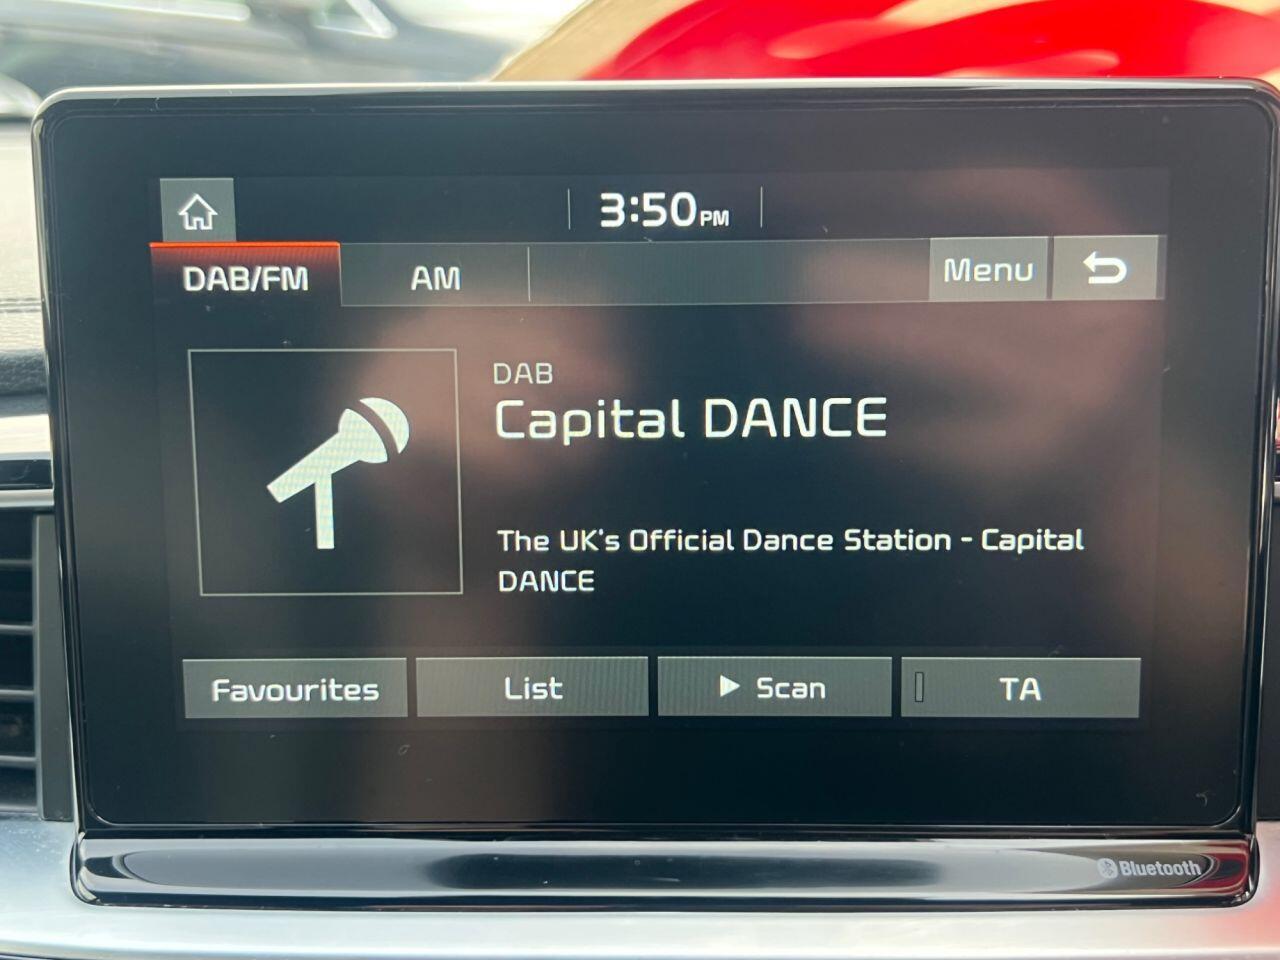 3:50PM
DAB/FM
AM
Menu
DAB
Capital DANCE
The UK's Official Dance Station - Capital
DANCE
Favourites
List
Scan
TA
Bluetooth